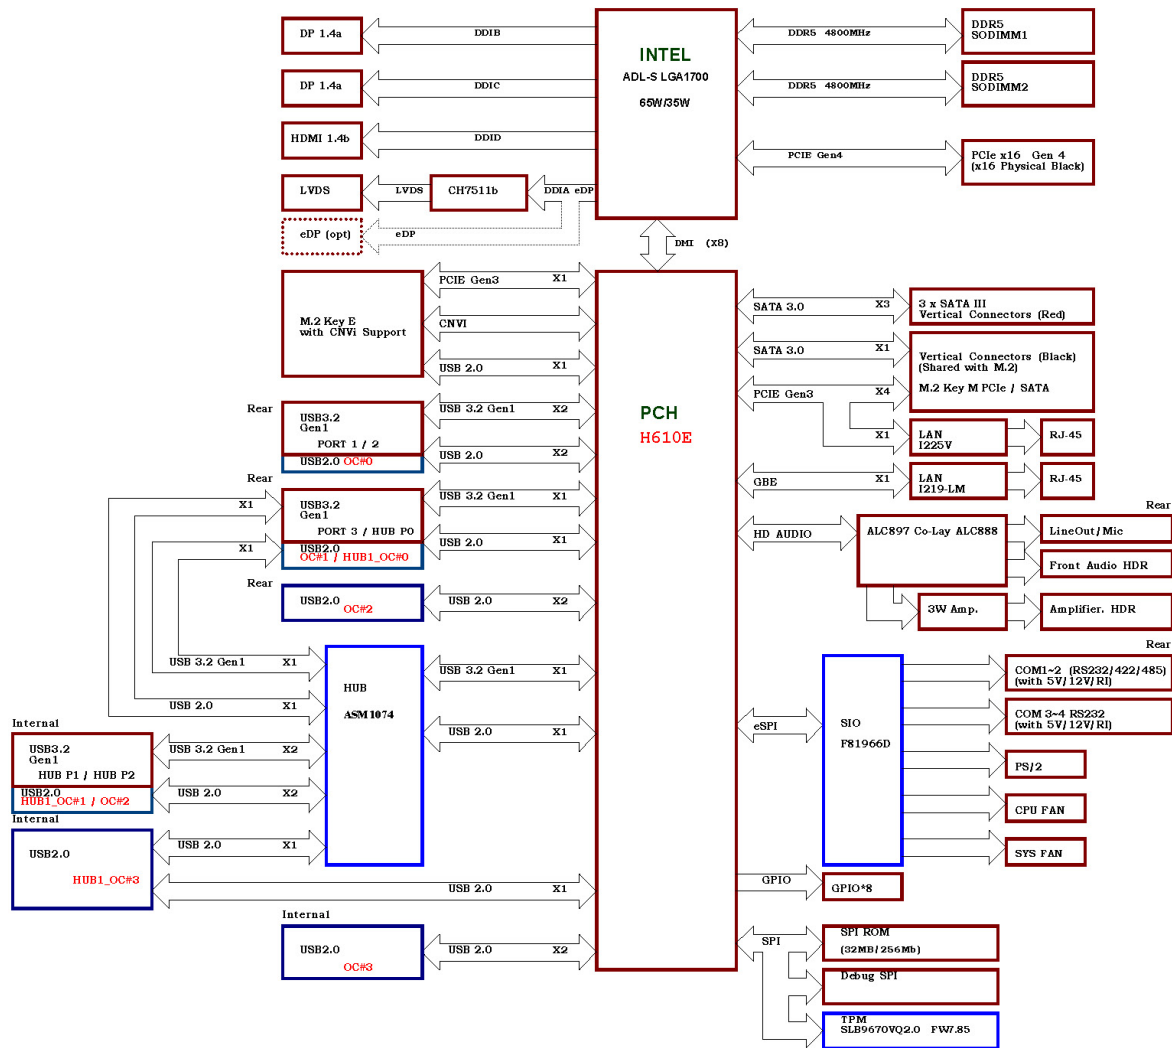 DP 1.4a
DDIB
INTEL
ADL-S LGA1700
65W/35W
DDR5 4800MHz
DDR5
SODIMM1
DP 1.4a
DDIC
DDR5 4800MHz
DDR5
SODIMM2
HDMI 1.4b
DDID
PCIE Gen4
PCIe x16 Gen 4
(x16 Physical Black)
LVDS
LVDS
CH7511b
DDIA eDP
eDP (opt)
eDP
DMI (X8)
M.2 Key E
with CNVi Support
PCIE Gen3 X1
CNVI
USB 2.0 X1
PCH
H610E
SATA 3.0 X3
3 x SATA III
Vertical Connectors (Red)
SATA 3.0 X1
Vertical Connectors (Black)
(Shared with M.2)
M.2 Key M PCIe / SATA
PCIE Gen3 X4
X1
LAN
I225V
RJ-45
GBE X1
LAN
I219-LM
RJ-45
Rear
USB3.2
Gen1
PORT 1 / 2
USB2.0 OC#0
USB 3.2 Gen1 X2
USB 2.0 X2
Rear
X1
USB3.2
Gen1
PORT 3 / HUB P0
USB2.0
OC#1 / HUB1_OC#0
X1
USB 3.2 Gen1 X1
USB 2.0 X1
HD AUDIO
ALC897 Co-Lay ALC888
Rear
LineOut/Mic
Front Audio HDR
3W Amp.
Amplifier. HDR
Rear
USB2.0
OC#2
USB 2.0 X2
USB 3.2 Gen1 X1
USB 2.0 X1
HUB
ASM1074
USB 3.2 Gen1 X1
USB 2.0 X1
eSPI
SIO
F81966D
Rear
COM1~2 (RS232/422/485)
(with 5V/12V/RI)
COM 3~4 RS232
(with 5V/12V/RI)
PS/2
CPU FAN
SYS FAN
Internal
USB3.2
Gen1
HUB P1 / HUB P2
USB2.0
HUB1_OC#1 / OC#2
USB 3.2 Gen1 X2
USB 2.0 X2
Internal
USB2.0
HUB1_OC#3
USB 2.0 X1
USB 2.0 X1
GPIO
GPIO*8
Internal
USB2.0
OC#3
USB 2.0 X2
SPI
SPI ROM
(32MB/256Mb)
Debug SPI
TPM
SLB9670VQ2.0 FW7.85